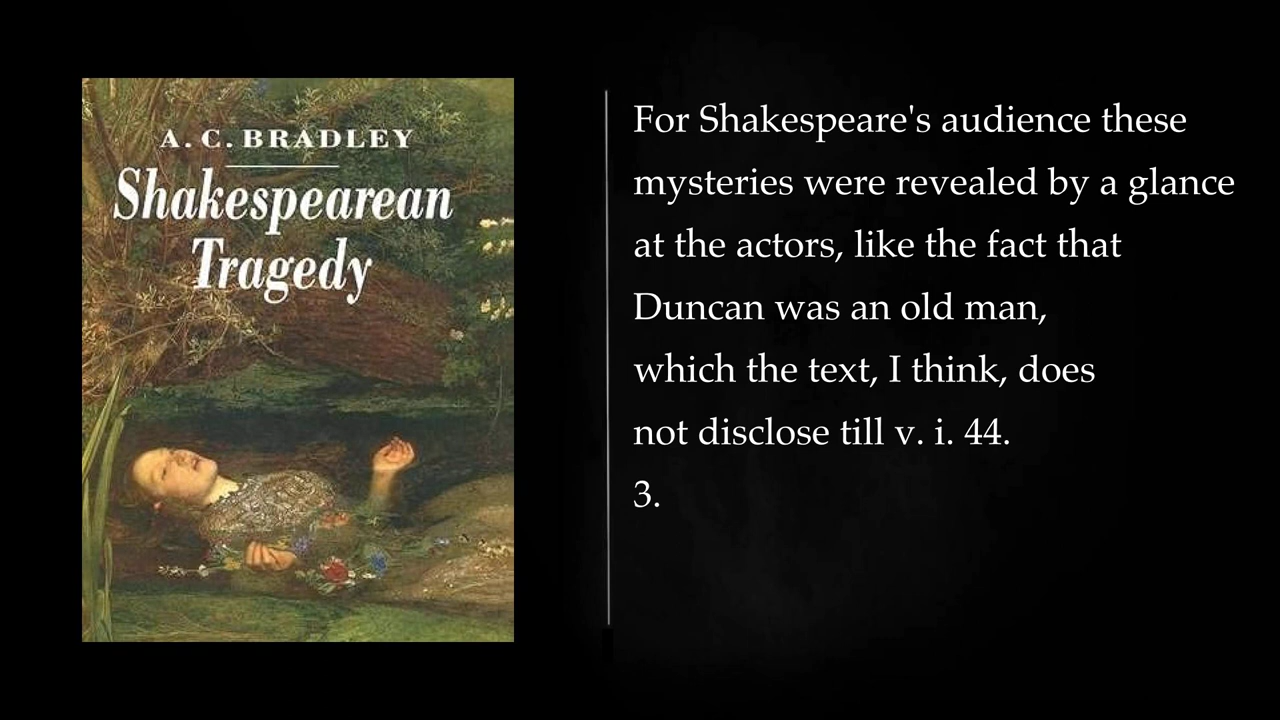 A. C. BRADLEY
Shakespearean
Tragedy
For Shakespeare's audience these
mysteries were revealed by a glance
at the actors, like the fact that
Duncan was an old man,
which the text, I think, does
not disclose till v. i. 44.
3.